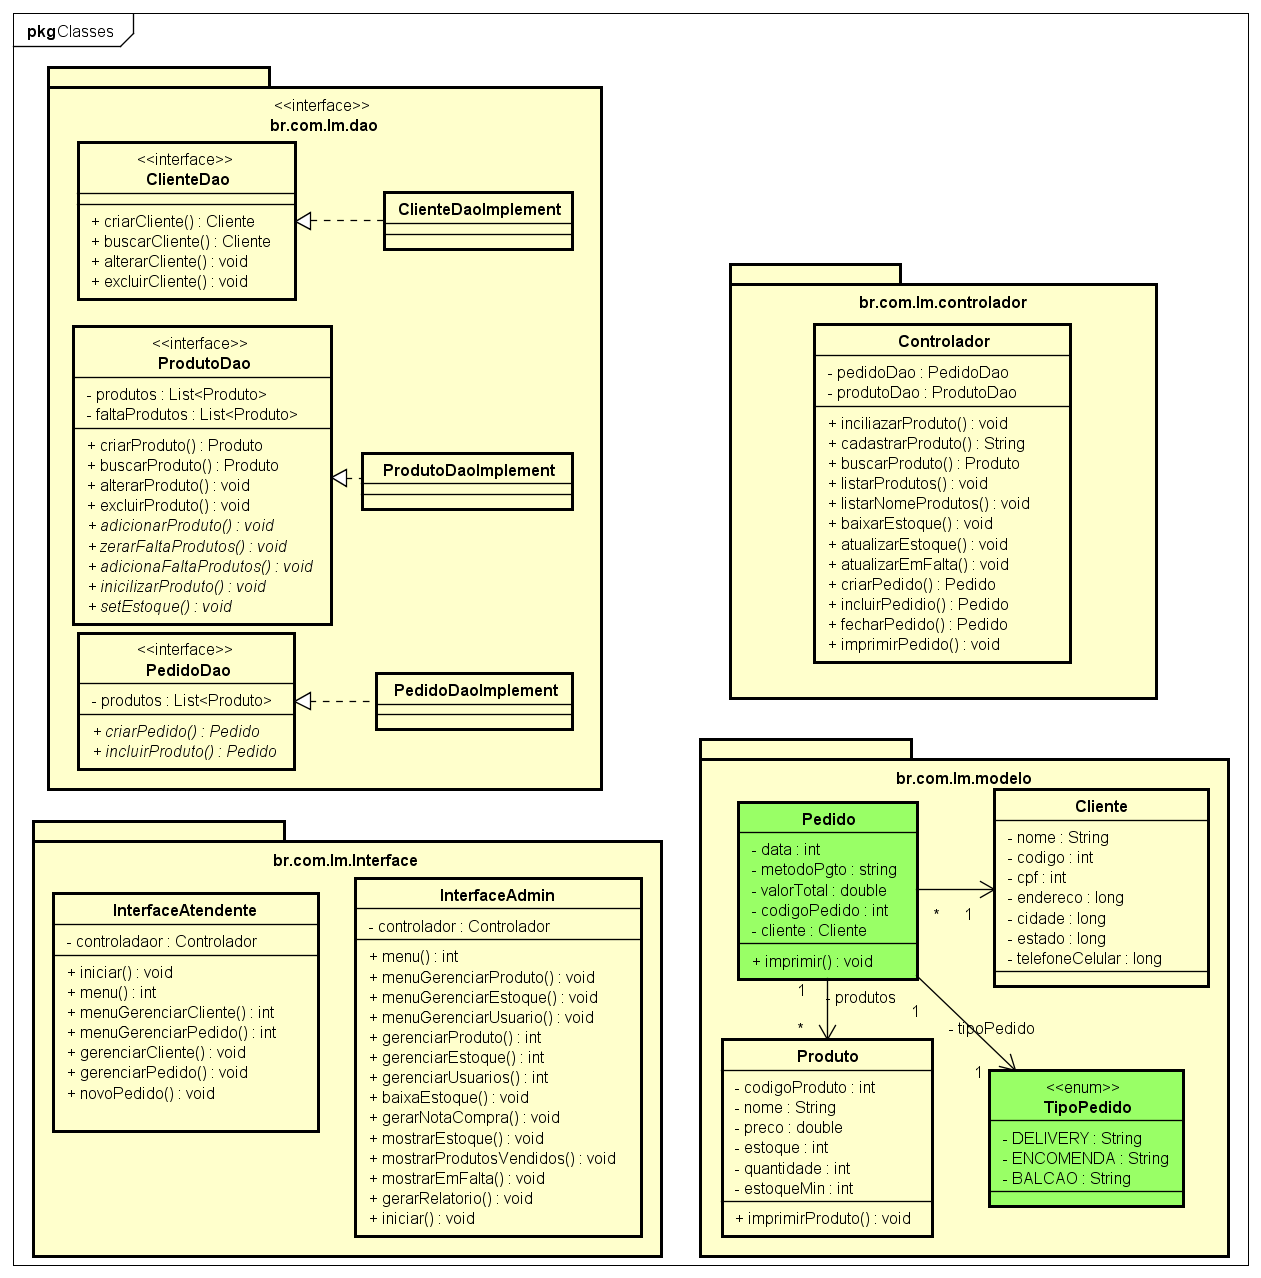 pkgClasses
<<interface>>
br.com.lm.dao
<<interface>>
ClienteDao
+ criarCliente() : Cliente
+ buscarCliente() : Cliente
+ alterarCliente() : void
+ excluirCliente() : void
ClienteDaoImplement
<<interface>>
ProdutoDao
- produtos : List<Produto>
- faltaProdutos : List<Produto>
+ criarProduto() : Produto
+ buscarProduto() : Produto
+ alterarProduto() : void
+ excluirProduto() : void
+ adicionarProduto() : void
+ zerarFaltaProdutos() : void
+ adicionaFaltaProdutos() : void
+ inicilizarProduto() : void
+ setEstoque() : void
ProdutoDaoImplement
<<interface>>
PedidoDao
- produtos : List<Produto>
+ criarPedido() : Pedido
+ incluirProduto() : Pedido
PedidoDaoImplement
br.com.lm.controlador
Controlador
- pedidoDao : PedidoDao
- produtoDao : ProdutoDao
+ inciliazarProduto() : void
+ cadastrarProduto() : String
+ buscarProduto() : Produto
+ listarProdutos() : void
+ listarNomeProdutos() : void
+ baixarEstoque() : void
+ atualizarEstoque() : void
+ atualizarEmFalta() : void
+ criarPedido() : Pedido
+ incluirPedidio() : Pedido
+ fecharPedido() : Pedido
+ imprimirPedido() : void
br.com.lm.Interface
InterfaceAtendente
- controladaor : Controlador
+ iniciar() : void
+ menu() : int
+ menuGerenciarCliente() : int
+ menuGerenciarPedido() : int
+ gerenciarCliente() : void
+ gerenciarPedido() : void
+ novoPedido() : void
InterfaceAdmin
- controlador : Controlador
+ menu() : int
+ menuGerenciarProduto() : void
+ menuGerenciarEstoque() : void
+ menuGerenciarUsuario() : void
+ gerenciarProduto() : int
+ gerenciarEstoque() : int
+ gerenciarUsuarios() : int
+ baixaEstoque() : void
+ gerarNotaCompra() : void
+ mostrarEstoque() : void
+ mostrarProdutosVendidos() : void
+ mostrarEmFalta() : void
+ gerarRelatorio() : void
+ iniciar() : void
br.com.lm.modelo
Pedido
- data : int
- metodoPgto : string
- valorTotal : double
- codigoPedido : int
- cliente : Cliente
+ imprimir() : void
* 1
Cliente
- nome : String
- codigo : int
- cpf : int
- endereco : long
- cidade : long
- estado : long
- telefoneCelular : long
1
- produtos
*
1
- tipoPedido
1
Produto
- codigoProduto : int
- nome : String
- preco : double
- estoque : int
- quantidade : int
- estoqueMin : int
+ imprimirProduto() : void
<<enum>>
TipoPedido
- DELIVERY : String
- ENCOMENDA : String
- BALCAO : String